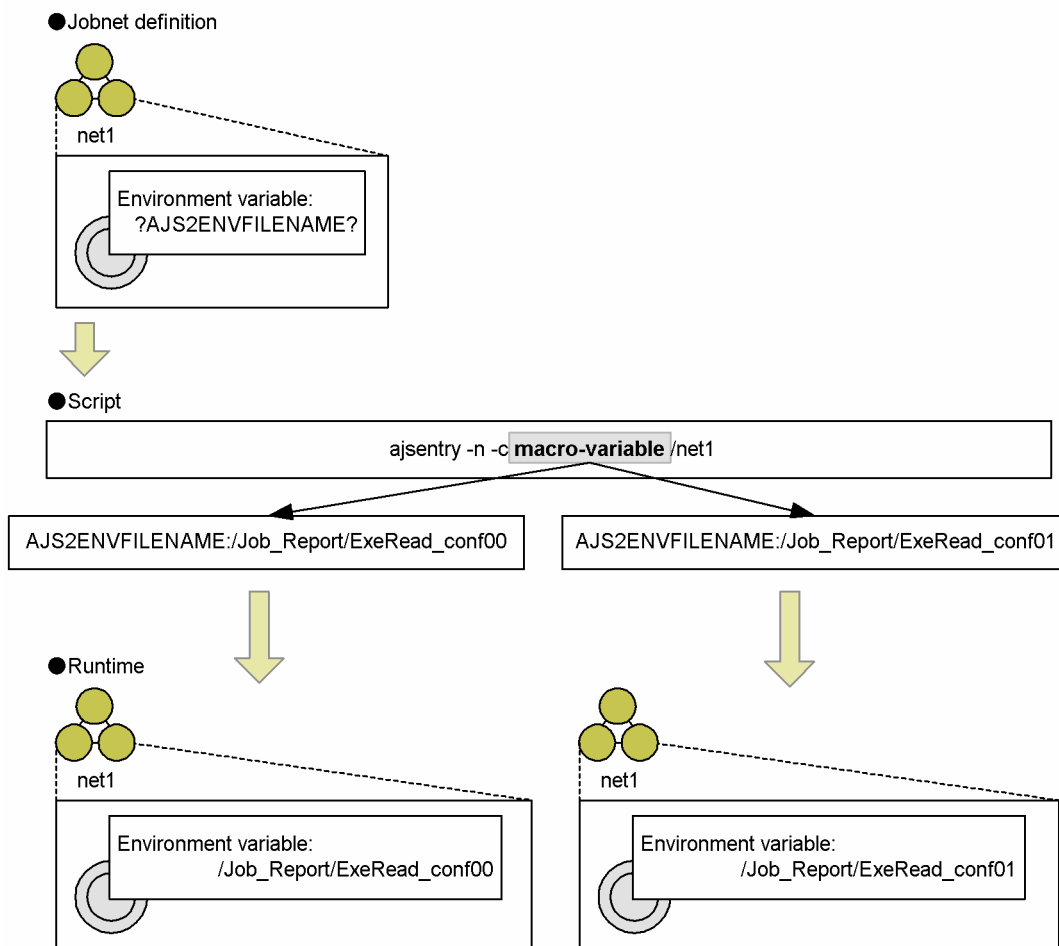 ●Jobnet definition
net1
Environment variable:
?AJS2ENVFILENAME?
●Script
ajsentry -n -c macro-variable /net1
AJS2ENVFILENAME:/Job_Report/ExeRead_conf00
AJS2ENVFILENAME:/Job_Report/ExeRead_conf01
●Runtime
net1
Environment variable:
/Job_Report/ExeRead_conf00
net1
Environment variable:
/Job_Report/ExeRead_conf01